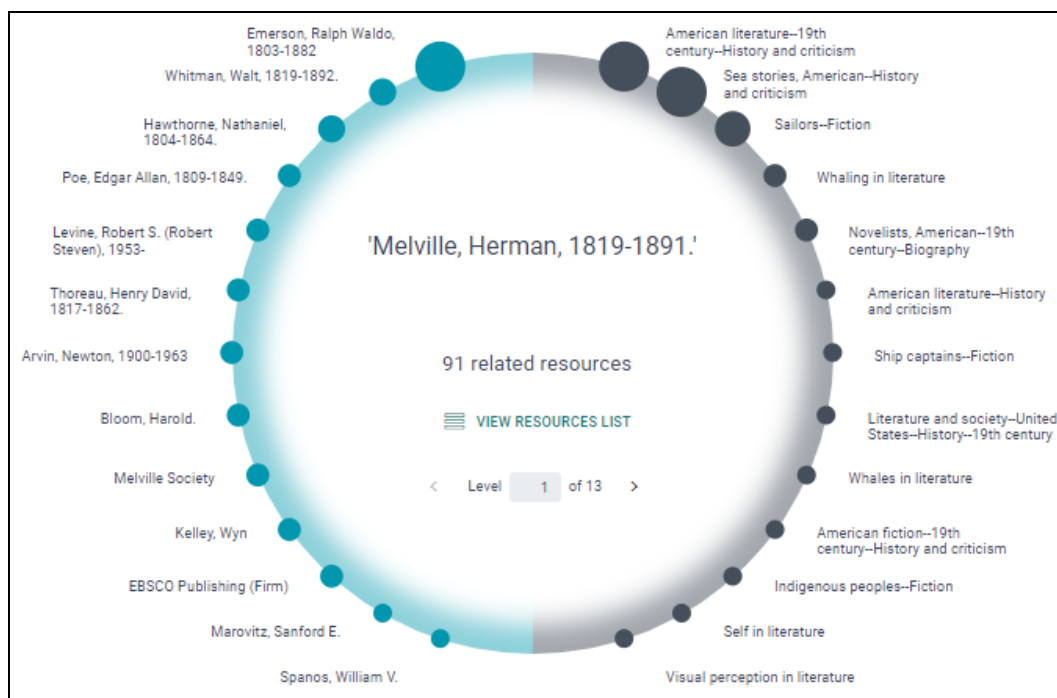 Emerson, Ralph Waldo,
1803-1882
Whitman, Walt, 1819-1892.
Hawthorne, Nathaniel,
1804-1864.
Poe, Edgar Allan, 1809-1849.
Levine, Robert S. (Robert
Steven), 1953-
Thoreau, Henry David,
1817-1862.
Arvin, Newton, 1900-1963
Bloom, Harold.
Melville Society
Kelley, Wyn
EBSCO Publishing (Firm)
Marovitz, Sanford E.
Spanos, William V.
'Melville, Herman, 1819-1891.'
91 related resources
VIEW RESOURCES LIST
< Level 1 of 13 >
American literature--19th
century--History and criticism
Sea stories, American--History
and criticism
Sailors--Fiction
Whaling in literature
Novelists, American--19th
century--Biography
American literature--History
and criticism
Ship captains--Fiction
Literature and society--United
States--History--19th century
Whales in literature
American fiction--19th
century--History and criticism
Indigenous peoples--Fiction
Self in literature
Visual perception in literature